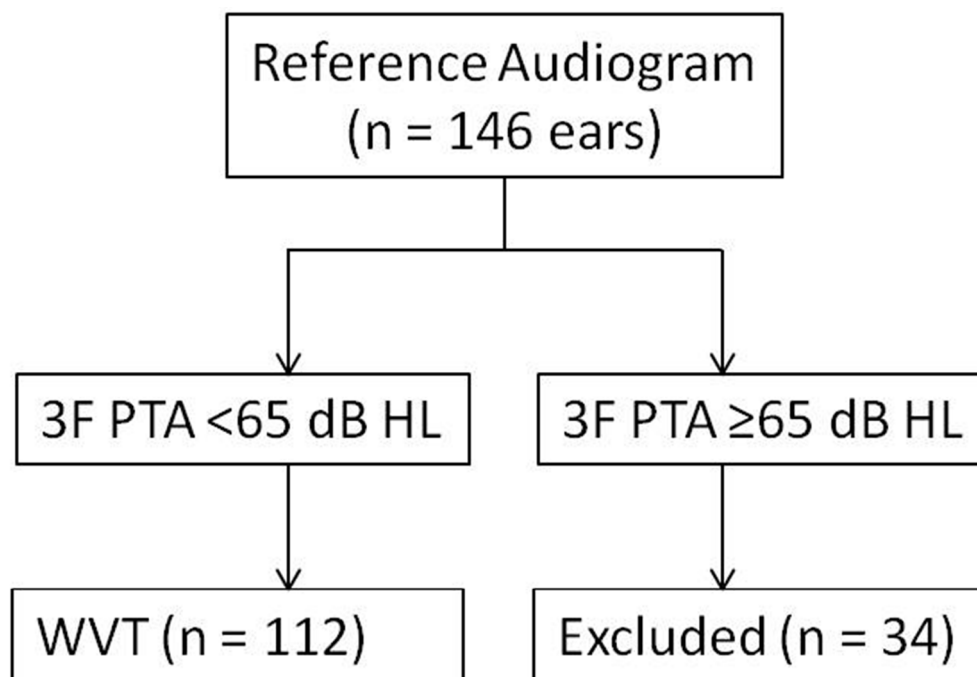 Reference Audiogram
(n = 146 ears)
3F PTA <65 dB HL
3F PTA ≥65 dB HL
WVT (n = 112)
Excluded (n = 34)